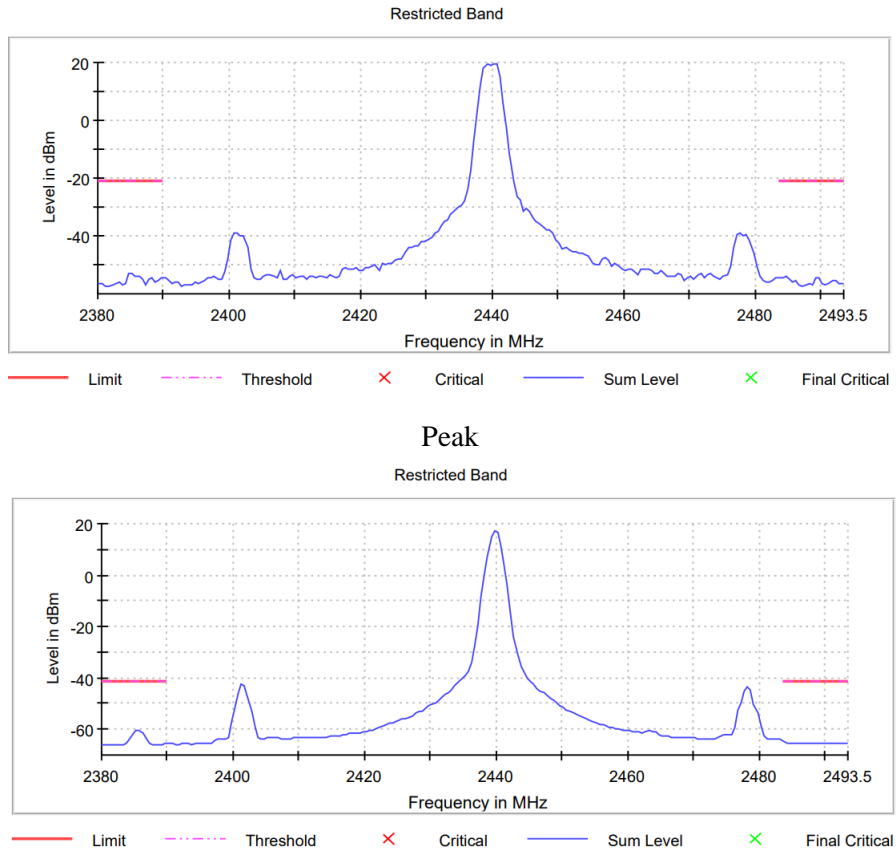 Restricted Band
20
0
-20
-40
Level in dBm
2380 2400 2420 2440 2460 2480 2493.5
Frequency in MHz
Limit Threshold Critical Sum Level Final Critical
Peak
Restricted Band
20
0
-20
-40
-60
Level in dBm
2380 2400 2420 2440 2460 2480 2493.5
Frequency in MHz
Limit Threshold Critical Sum Level Final Critical